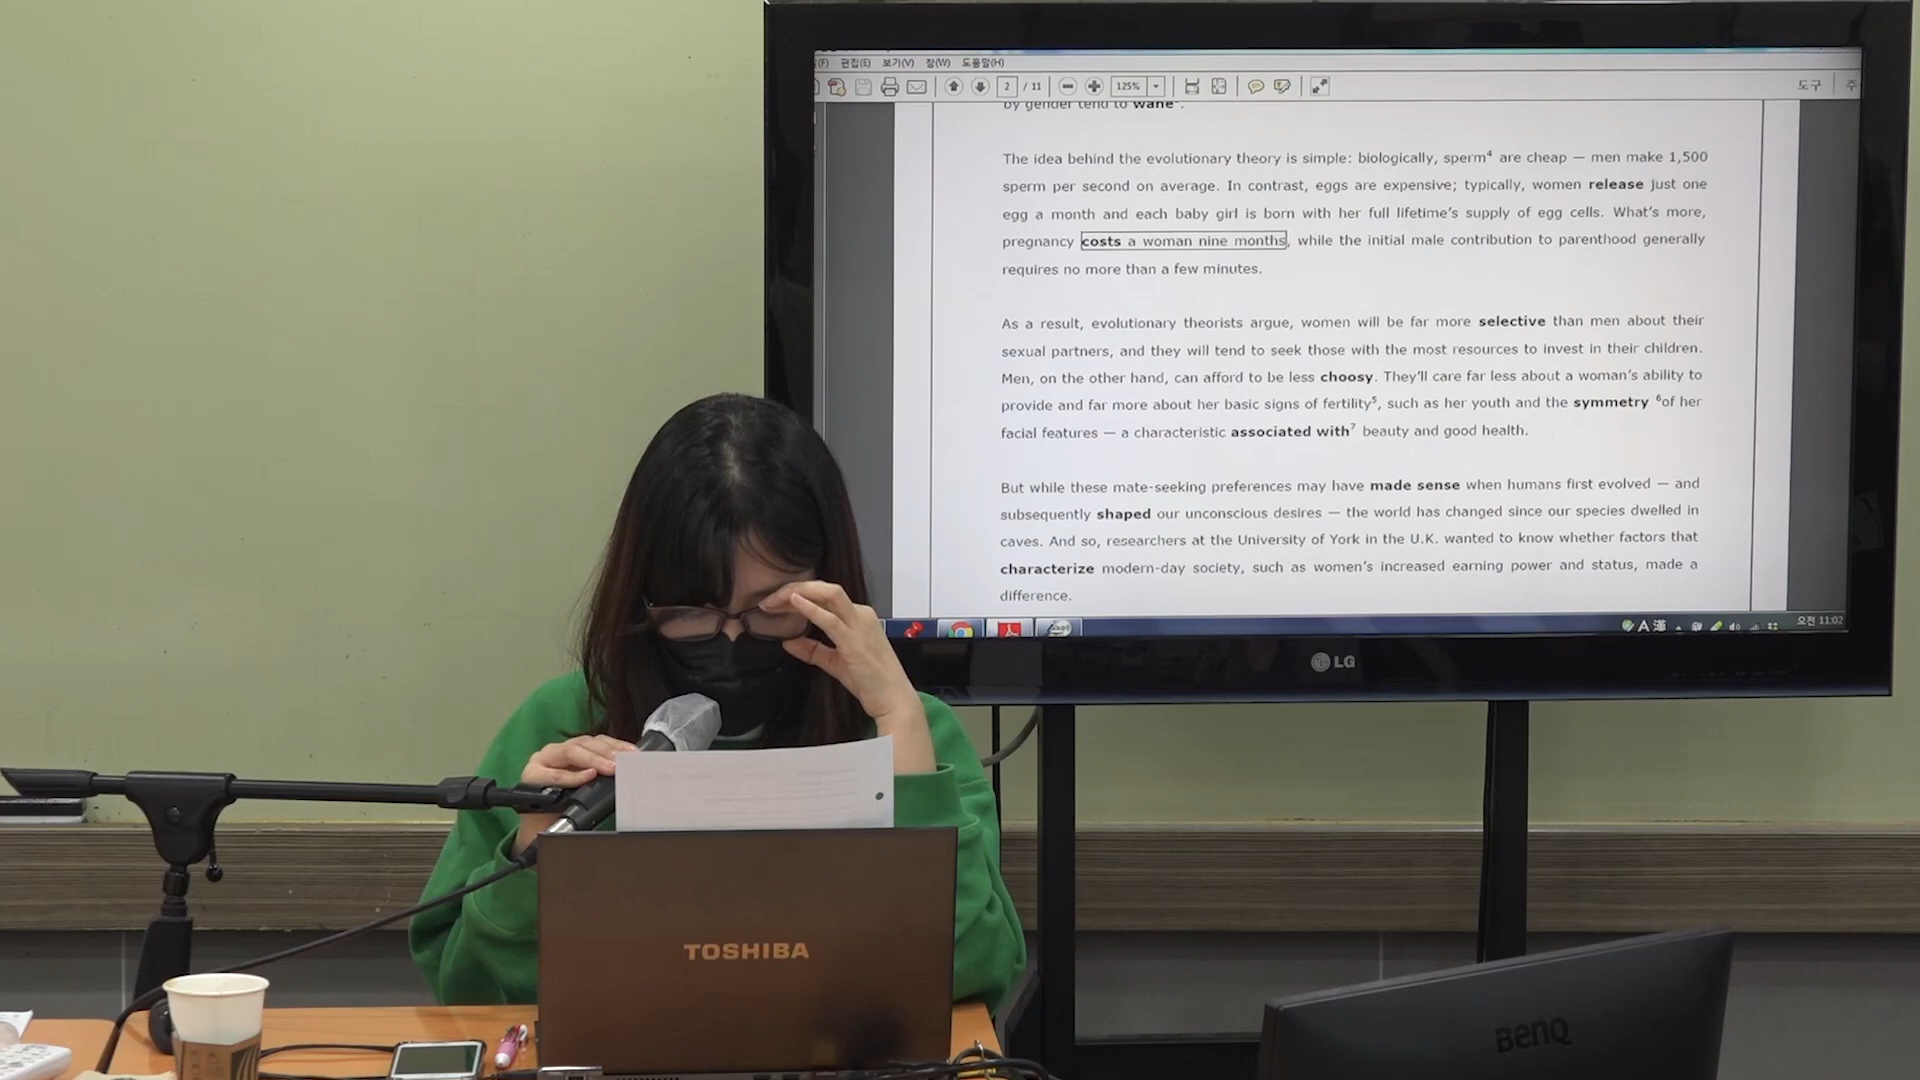 편집(E) 보기(V) 창(W) 도움말(H)
2 / 11 125% 도구
by gender tend to wane
The idea behind the evolutionary theory is simple: biologically, sperm⁴ are cheap — men make 1,500
sperm per second on average. In contrast, eggs are expensive; typically, women release just one
egg a month and each baby girl is born with her full lifetime's supply of egg cells. What's more,
pregnancy costs a woman nine months, while the initial male contribution to parenthood generally
requires no more than a few minutes.
As a result, evolutionary theorists argue, women will be far more selective than men about their
sexual partners, and they will tend to seek those with the most resources to invest in their children.
Men, on the other hand, can afford to be less choosy. They'll care far less about a woman's ability to
provide and far more about her basic signs of fertility⁵, such as her youth and the symmetry ⁶of her
facial features — a characteristic associated with⁷ beauty and good health.
But while these mate-seeking preferences may have made sense when humans first evolved — and
subsequently shaped our unconscious desires — the world has changed since our species dwelled in
caves. And so, researchers at the University of York in the U.K. wanted to know whether factors that
characterize modern-day society, such as women's increased earning power and status, made a
difference.
A 漢 오전 11:02
LG
TOSHIBA
BenQ